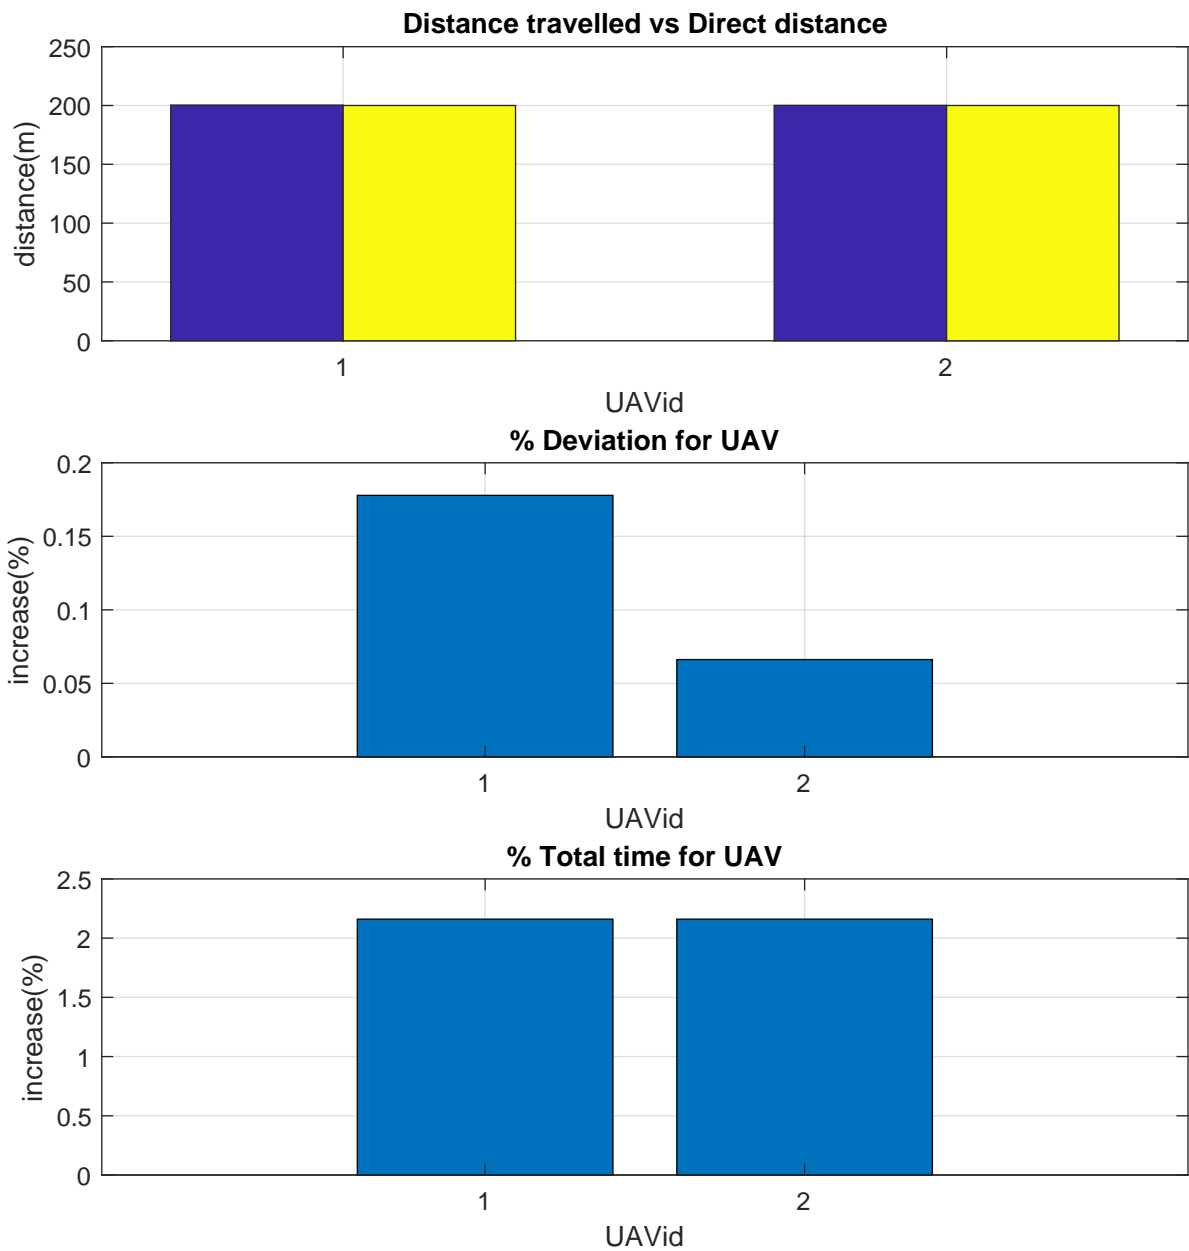 Distance travelled vs Direct distance
250
200
150
100
50
0
distance(m)
1 2
UAVid
% Deviation for UAV
0.2
0.15
0.1
0.05
0
increase(%)
1 2
UAVid
% Total time for UAV
2.5
2
1.5
1
0.5
0
increase(%)
1 2
UAVid